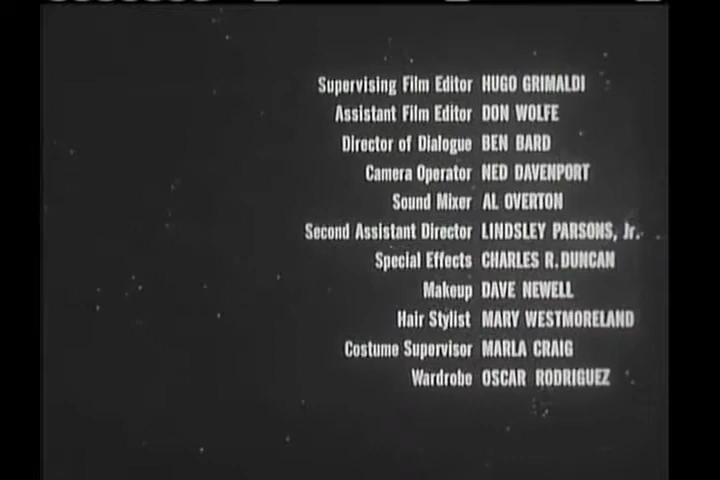 Supervising Film Editor HUGO GRIMALDI
Assistant Film Editor DON WOLFE
Director of Dialogue BEN BARD
Camera Operator NED DAVENPORT
Sound Mixer AL OVERTON
Second Assistant Director LINDSLEY PARSONS, Jr.
Special Effects CHARLES R. DUNCAN
Makeup DAVE NEWELL
Hair Stylist MARY WESTMORELAND
Costume Supervisor MARLA CRAIG
Wardrobe OSCAR RODRIGUEZ